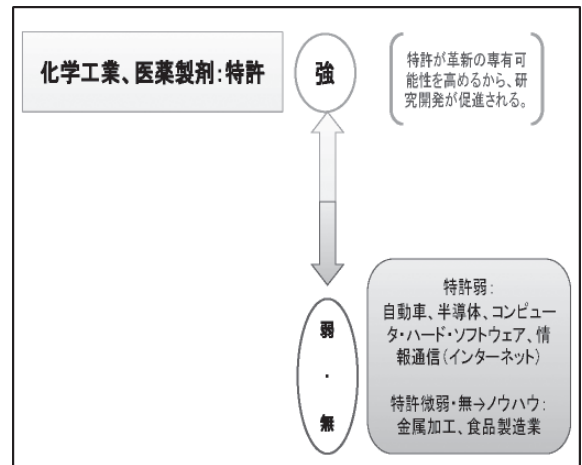 化学工業、医薬製剤:特許
強
特許が革新の専有可
能性を高めるから、研
究開発が促進される。
弱
・
無
特許弱:
自動車、半導体、コンピュー
タ・ハード・ソフトウェア、情
報通信(インターネット)
特許微弱・無→ノウハウ:
金属加工、食品製造業